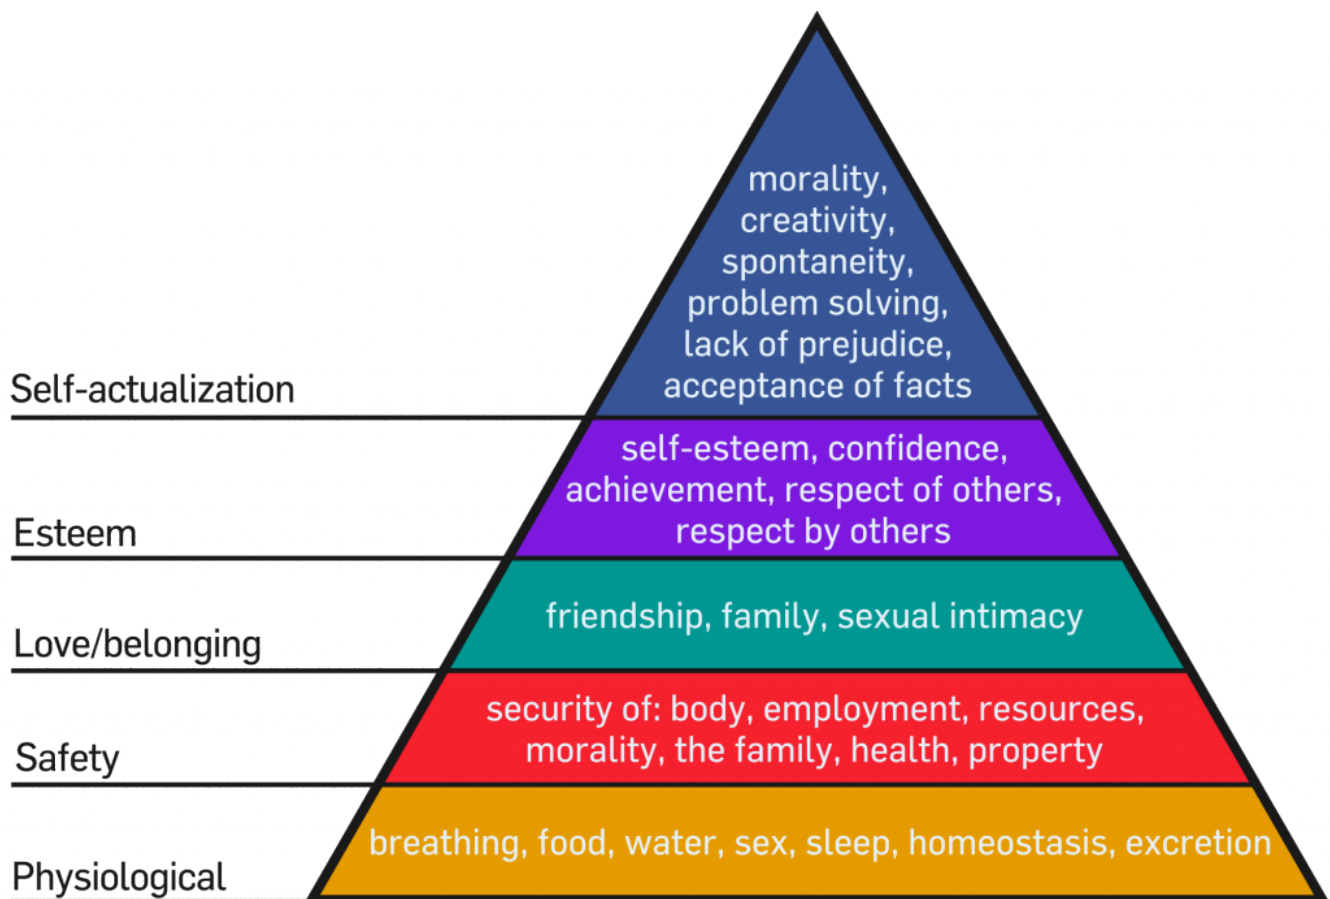 morality,
creativity,
spontaneity,
problem solving,
lack of prejudice,
acceptance of facts
Self-actualization
self-esteem, confidence,
achievement, respect of others,
respect by others
Esteem
friendship, family, sexual intimacy
Love/belonging
security of: body, employment, resources,
morality, the family, health, property
Safety
breathing, food, water, sex, sleep, homeostasis, excretion
Physiological